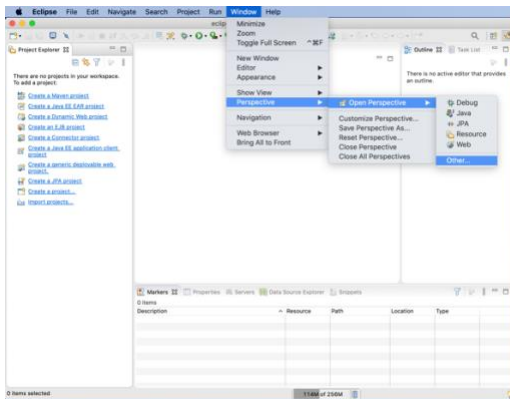 Eclipse File Edit Navigate Search Project Run Window Help
Minimize
Zoom
Toggle Full Screen ^⌘F
New Window
Editor
Appearance
Show View
Perspective
Navigation
Web Browser
Bring All to Front
Open Perspective
Customize Perspective...
Save Perspective As...
Reset Perspective...
Close Perspective
Close All Perspectives
Debug
Java
JPA
Resource
Web
Other...
Project Explorer
There are no projects in your workspace.
To add a project:
Create a Maven project
Create a Java EE EAR project
Create a Dynamic Web project
Create an EJB project
Create a Connector project
Create a Java EE application client
project
Create a generic deployable web
project.
Create a JPA project
Create a project...
Import projects...
Outline Task List
There is no active editor that provides
an outline.
Markers Properties Servers Data Source Explorer Snippets
0 items
Description Resource Path Location Type
0 items selected
114M of 256M